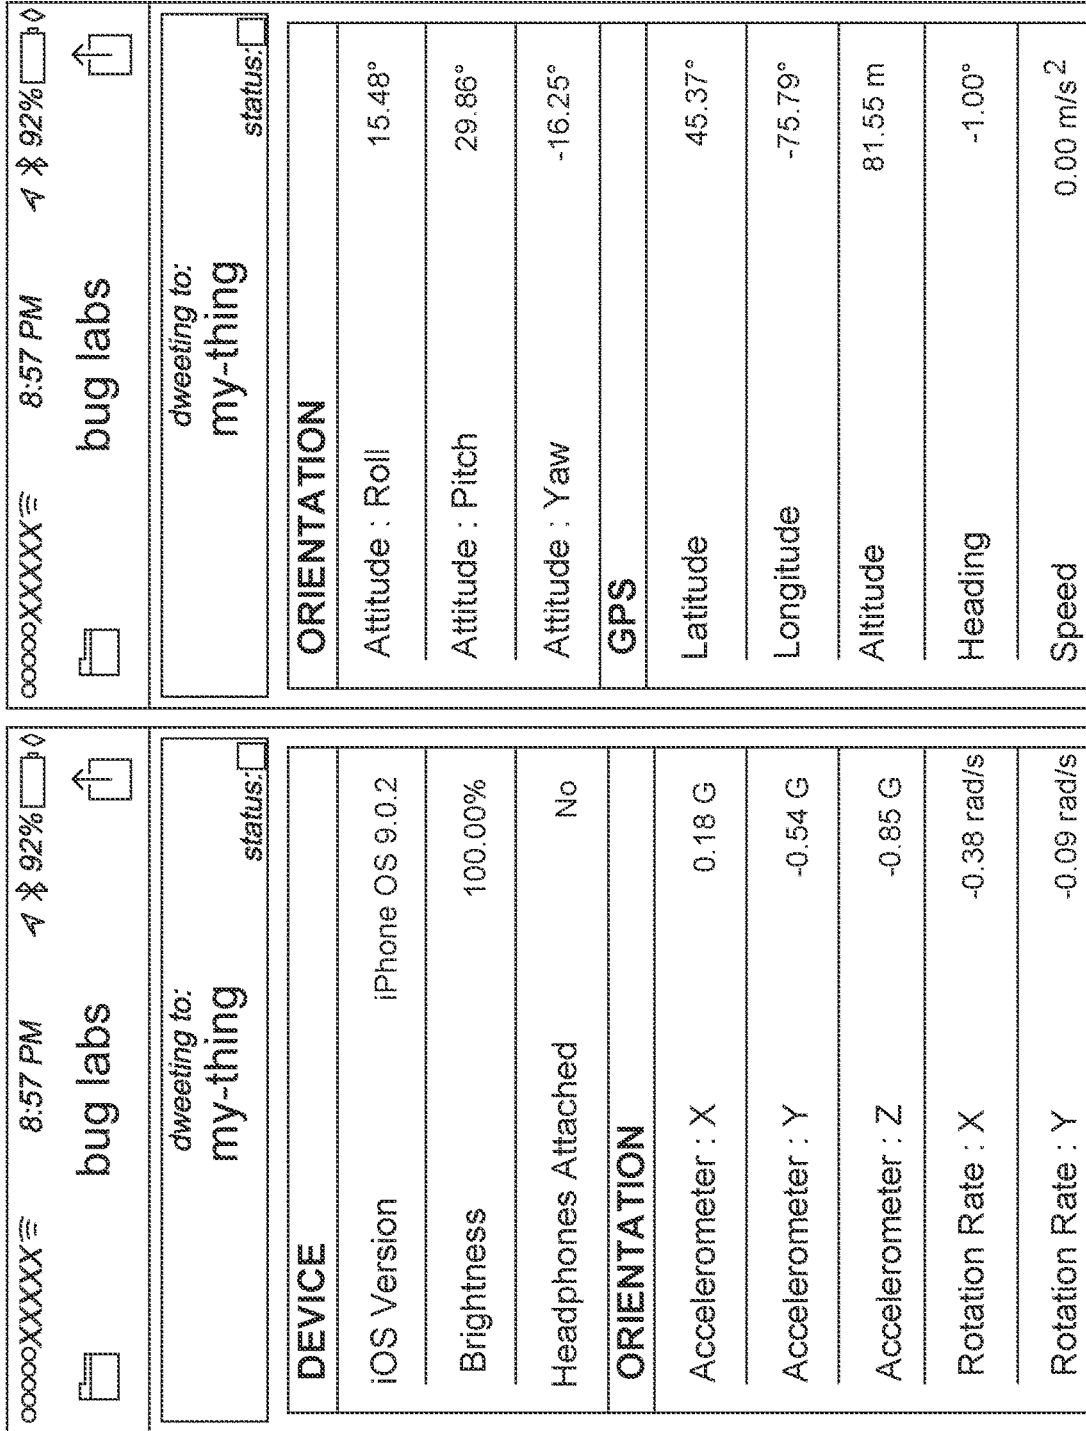 oooooXXXXX 8:57 PM 92%
bug labs
dweeting to:
my-thing
status:
DEVICE
iOS Version iPhone OS 9.0.2
Brightness 100.00%
Headphones Attached No
ORIENTATION
Accelerometer : X 0.18 G
Accelerometer : Y -0.54 G
Accelerometer : Z -0.85 G
Rotation Rate : X -0.38 rad/s
Rotation Rate : Y -0.09 rad/s
oooooXXXXX 8:57 PM 92%
bug labs
dweeting to:
my-thing
status:
ORIENTATION
Attitude : Roll 15.48°
Attitude : Pitch 29.86°
Attitude : Yaw -16.25°
GPS
Latitude 45.37°
Longitude -75.79°
Altitude 81.55 m
Heading -1.00°
Speed 0.00 m/s²